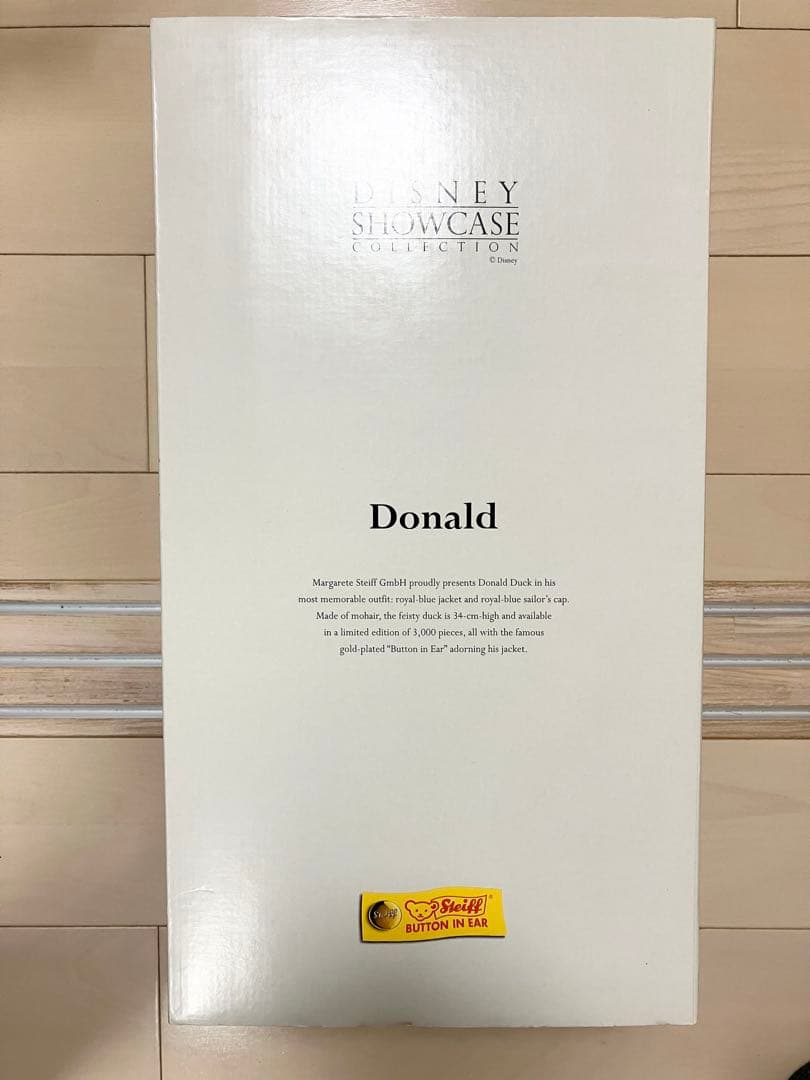 DISNEY
SHOWCASE
COLLECTION
© Disney
Donald
Margarete Steiff GmbH proudly presents Donald Duck in his
most memorable outfit: royal-blue jacket and royal-blue sailor's cap.
Made of mohair, the feisty duck is 34-cm-high and available
in a limited edition of 3,000 pieces, all with the famous
gold-plated "Button in Ear" adorning his jacket.
Steiff
Steiff®
BUTTON IN EAR